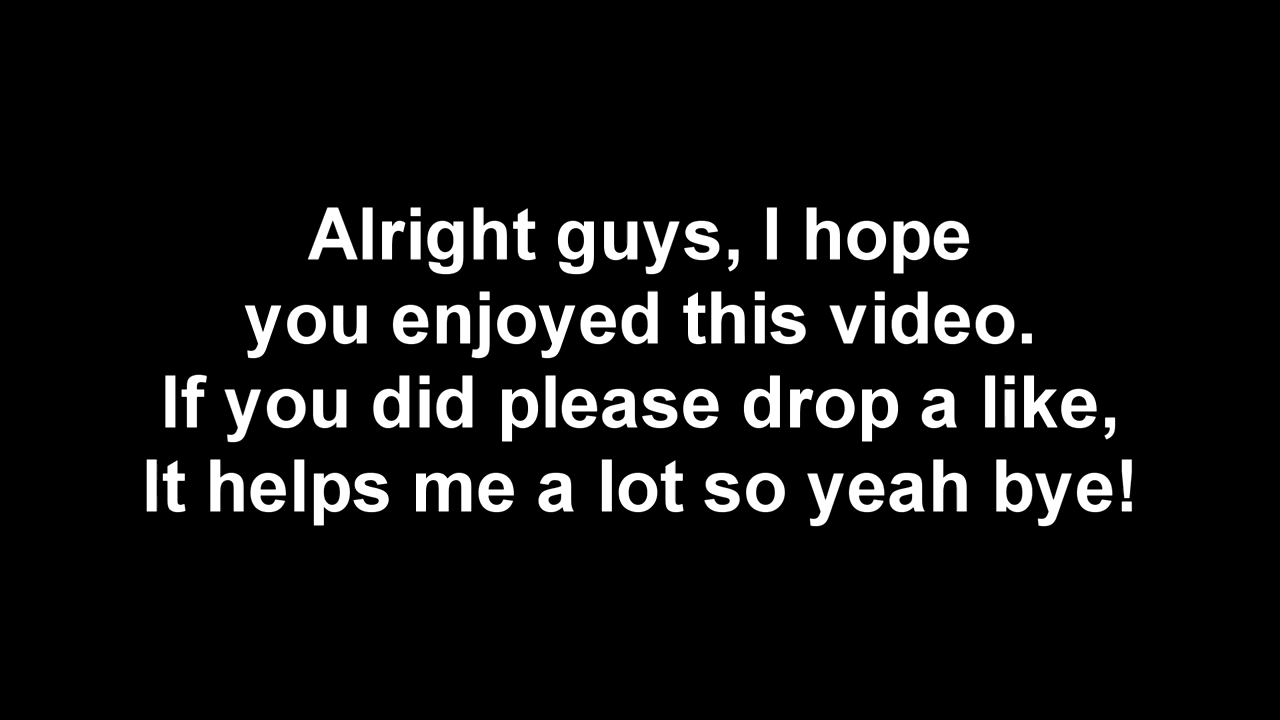 Alright guys, I hope
you enjoyed this video.
If you did please drop a like,
It helps me a lot so yeah bye!